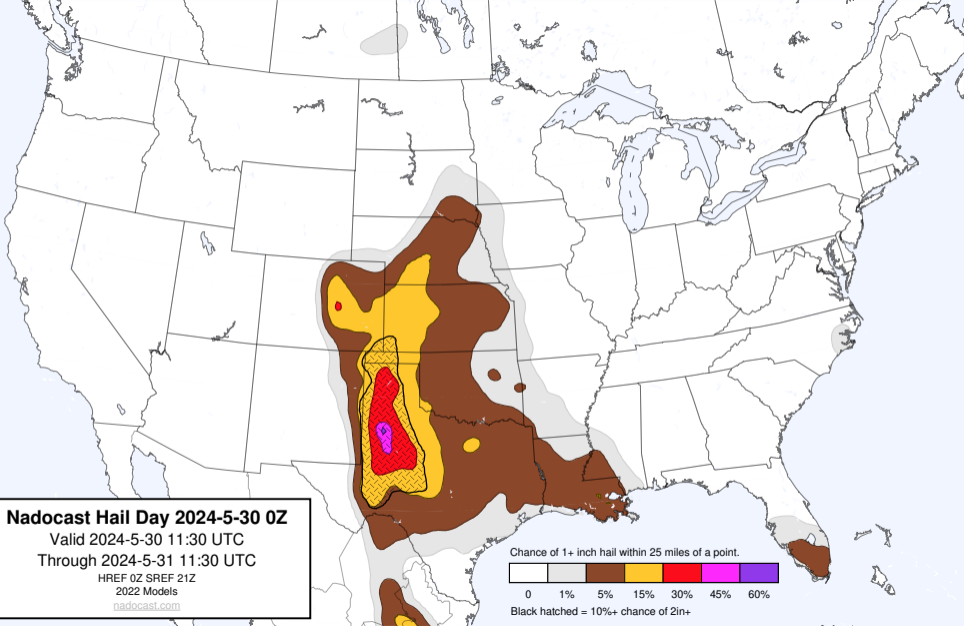 Nadocast Hail Day 2024-5-30 0Z
Valid 2024-5-30 11:30 UTC
Through 2024-5-31 11:30 UTC
HREF 0Z SREF 21Z
2022 Models
nadocast.com
Chance of 1+ inch hail within 25 miles of a point.
0 1% 5% 15% 30% 45% 60%
Black hatched = 10%+ chance of 2in+